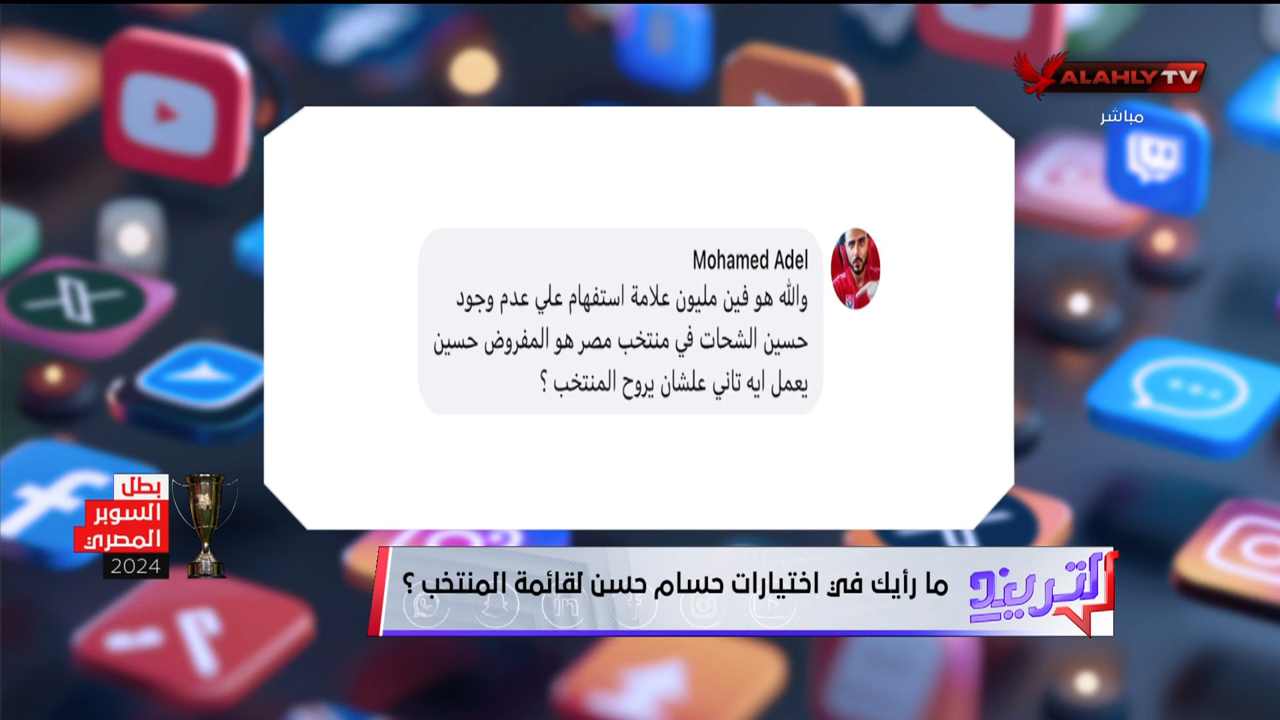 ALAHLY TV
مباشر
Mohamed Adel
والله هو فين مليون علامة استفهام علي عدم وجود
حسين الشحات في منتخب مصر هو المفروض حسين
يعمل ايه تاني علشان يروح المنتخب ؟
بطل
السوبر
المصري
2024
التريند
ما رأيك في اختيارات حسام حسن لقائمة المنتخب ؟